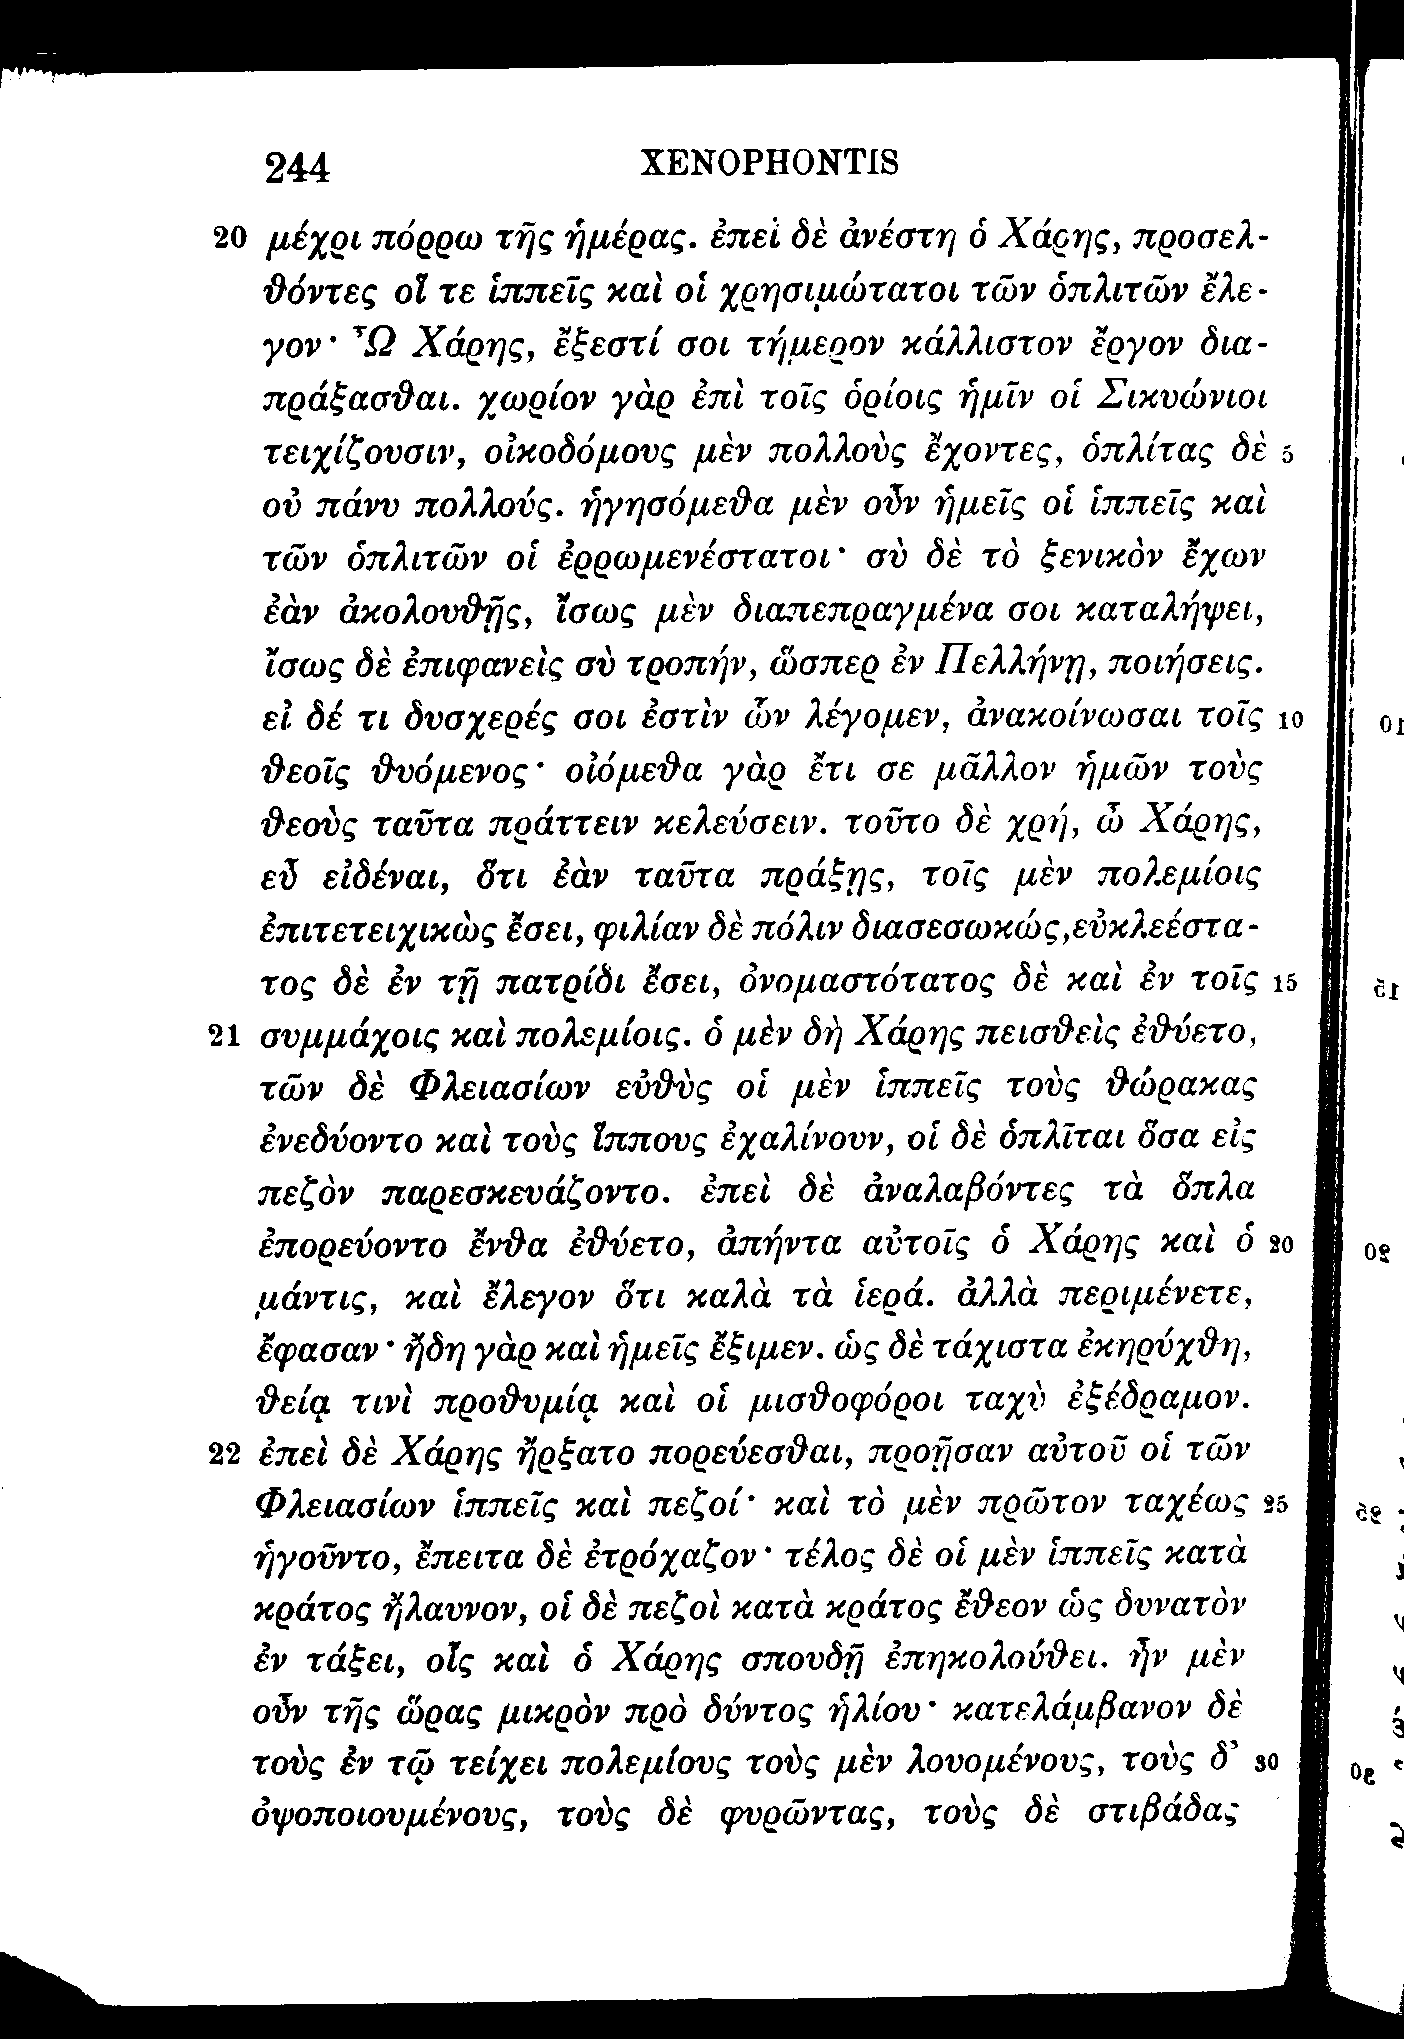 244 XENOPHONTIS
20 μέχρι πόρρω τῆς ἡμέρας. ἐπεὶ δὲ ἀνέστη ὁ Χάρης, προσελ-
θόντες οἵ τε ἱππεῖς καὶ οἱ χρησιμώτατοι τῶν ὁπλιτῶν ἔλε-
γον· Ὦ Χάρης, ἔξεστί σοι τήμερον κάλλιστον ἔργον δια-
πράξασθαι. χωρίον γὰρ ἐπὶ τοῖς ὁρίοις ἡμῖν οἱ Σικυώνιοι
τειχίζουσιν, οἰκοδόμους μὲν πολλοὺς ἔχοντες, ὁπλίτας δὲ 5
οὐ πάνυ πολλούς. ἡγησόμεθα μὲν οὖν ἡμεῖς οἱ ἱππεῖς καὶ
τῶν ὁπλιτῶν οἱ ἐρρωμενέστατοι· σὺ δὲ τὸ ξενικὸν ἔχων
ἐὰν ἀκολουθῇς, ἴσως μὲν διαπεπραγμένα σοι καταλήψει,
ἴσως δὲ ἐπιφανεὶς σὺ τροπήν, ὥσπερ ἐν Πελλήνῃ, ποιήσεις.
εἰ δέ τι δυσχερές σοι ἐστὶν ὧν λέγομεν, ἀνακοίνωσαι τοῖς 10
θεοῖς θυόμενος· οἰόμεθα γὰρ ἔτι σε μᾶλλον ἡμῶν τοὺς
θεοὺς ταῦτα πράττειν κελεύσειν. τοῦτο δὲ χρή, ὦ Χάρης,
εὖ εἰδέναι, ὅτι ἐὰν ταῦτα πράξῃς, τοῖς μὲν πολεμίοις
ἐπιτετειχικὼς ἔσει, φιλίαν δὲ πόλιν διασεσωκώς,εὐκλεέστα-
τος δὲ ἐν τῇ πατρίδι ἔσει, ὀνομαστότατος δὲ καὶ ἐν τοῖς 15
21 συμμάχοις καὶ πολεμίοις. ὁ μὲν δὴ Χάρης πεισθεὶς ἐθύετο,
τῶν δὲ Φλειασίων εὐθὺς οἱ μὲν ἱππεῖς τοὺς θώρακας
ἐνεδύοντο καὶ τοὺς ἵππους ἐχαλίνουν, οἱ δὲ ὁπλῖται ὅσα εἰς
πεζὸν παρεσκευάζοντο. ἐπεὶ δὲ ἀναλαβόντες τὰ ὅπλα
ἐπορεύοντο ἔνθα ἐθύετο, ἀπήντα αὐτοῖς ὁ Χάρης καὶ ὁ 20
μάντις, καὶ ἔλεγον ὅτι καλὰ τὰ ἱερά. ἀλλὰ περιμένετε,
ἔφασαν· ἤδη γὰρ καὶ ἡμεῖς ἔξιμεν. ὡς δὲ τάχιστα ἐκηρύχθη,
θείᾳ τινὶ προθυμίᾳ καὶ οἱ μισθοφόροι ταχὺ ἐξέδραμον.
22 ἐπεὶ δὲ Χάρης ἤρξατο πορεύεσθαι, προῇσαν αὐτοῦ οἱ τῶν
Φλειασίων ἱππεῖς καὶ πεζοί· καὶ τὸ μὲν πρῶτον ταχέως 25
ἡγοῦντο, ἔπειτα δὲ ἐτρόχαζον· τέλος δὲ οἱ μὲν ἱππεῖς κατὰ
κράτος ἤλαυνον, οἱ δὲ πεζοὶ κατὰ κράτος ἔθεον ὡς δυνατὸν
ἐν τάξει, οἷς καὶ ὁ Χάρης σπουδῇ ἐπηκολούθει. ἦν μὲν
οὖν τῆς ὥρας μικρὸν πρὸ δύντος ἡλίου· κατελάμβανον δὲ
τοὺς ἐν τῷ τείχει πολεμίους τοὺς μὲν λουομένους, τοὺς δ' 30
ὀψοποιουμένους, τοὺς δὲ φυρῶντας, τοὺς δὲ στιβάδας